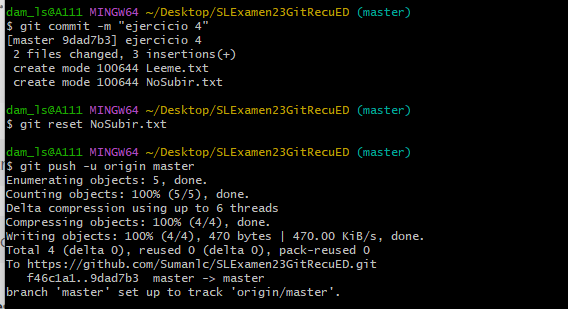 dam_ls@A111 MINGW64 ~/Desktop/SLExamen23GitRecuED (master)
$ git commit -m "ejercicio 4"
[master 9dad7b3] ejercicio 4
 2 files changed, 3 insertions(+)
 create mode 100644 Leeme.txt
 create mode 100644 NoSubir.txt
dam_ls@A111 MINGW64 ~/Desktop/SLExamen23GitRecuED (master)
$ git reset NoSubir.txt
dam_ls@A111 MINGW64 ~/Desktop/SLExamen23GitRecuED (master)
$ git push -u origin master
Enumerating objects: 5, done.
Counting objects: 100% (5/5), done.
Delta compression using up to 6 threads
Compressing objects: 100% (4/4), done.
Writing objects: 100% (4/4), 470 bytes | 470.00 KiB/s, done.
Total 4 (delta 0), reused 0 (delta 0), pack-reused 0
To https://github.com/Sumanlc/SLExamen23GitRecuED.git
   f46c1a1..9dad7b3  master -> master
branch 'master' set up to track 'origin/master'.